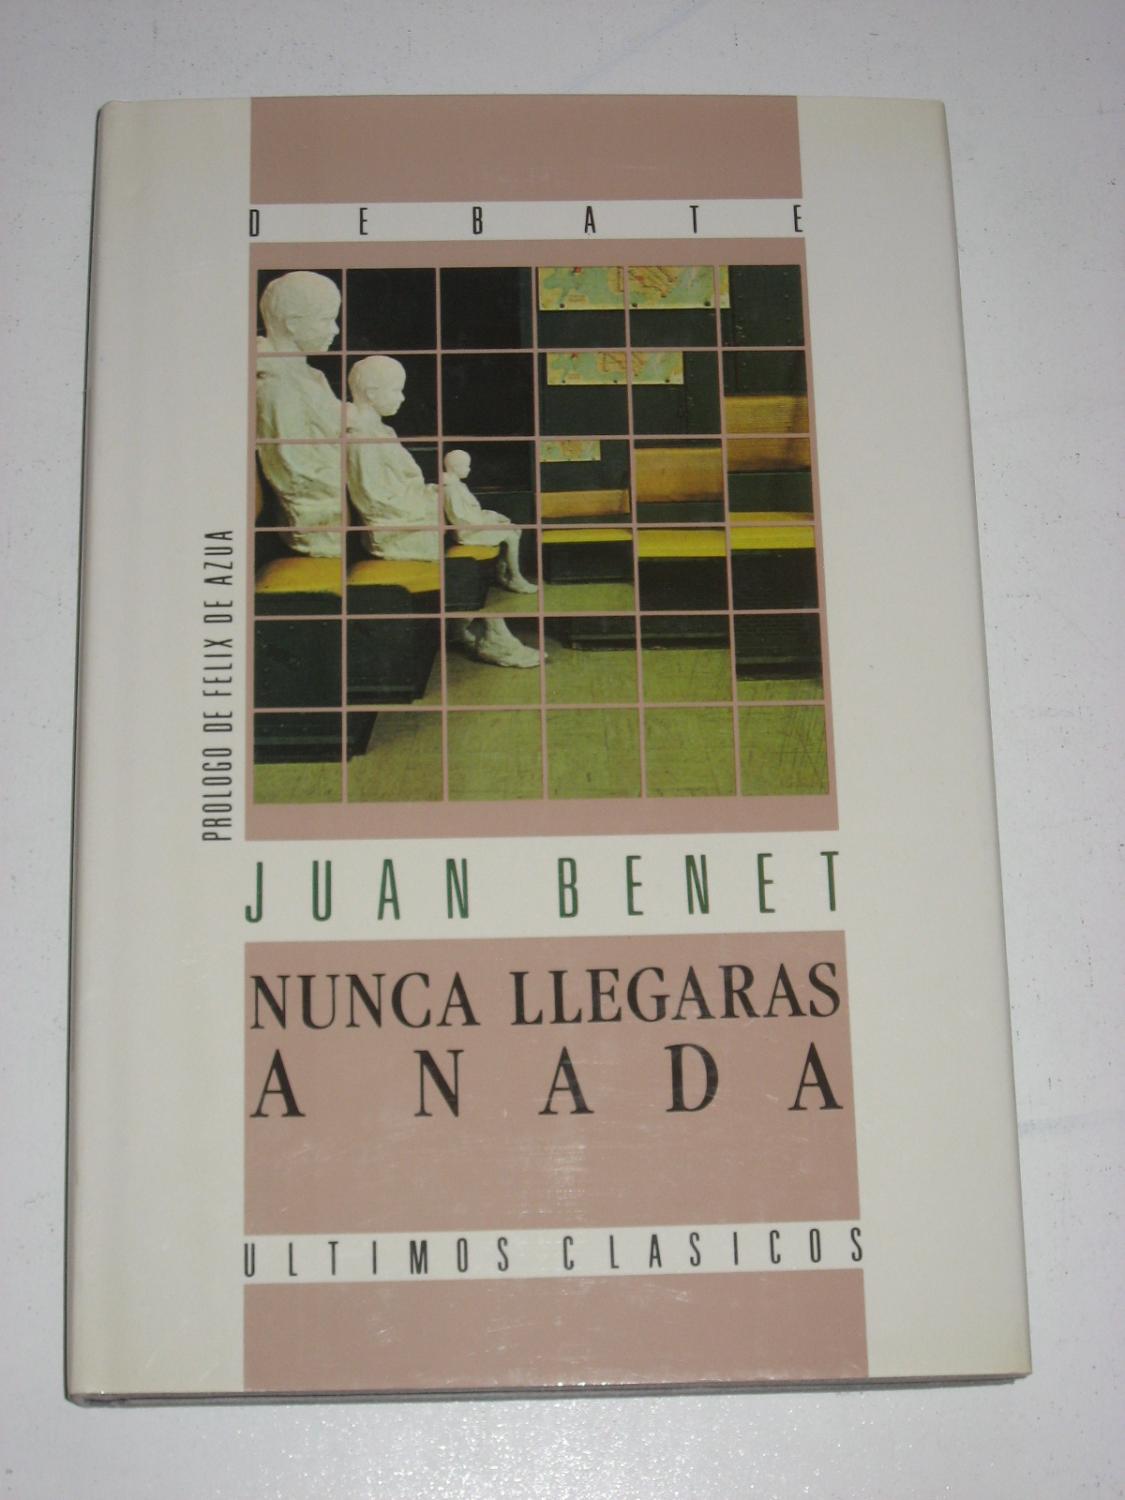 DEBATE
PROLOGO DE FELIX DE AZUA
JUAN BENET
NUNCA LLEGARAS
A NADA
ULTIMOS CLASICOS